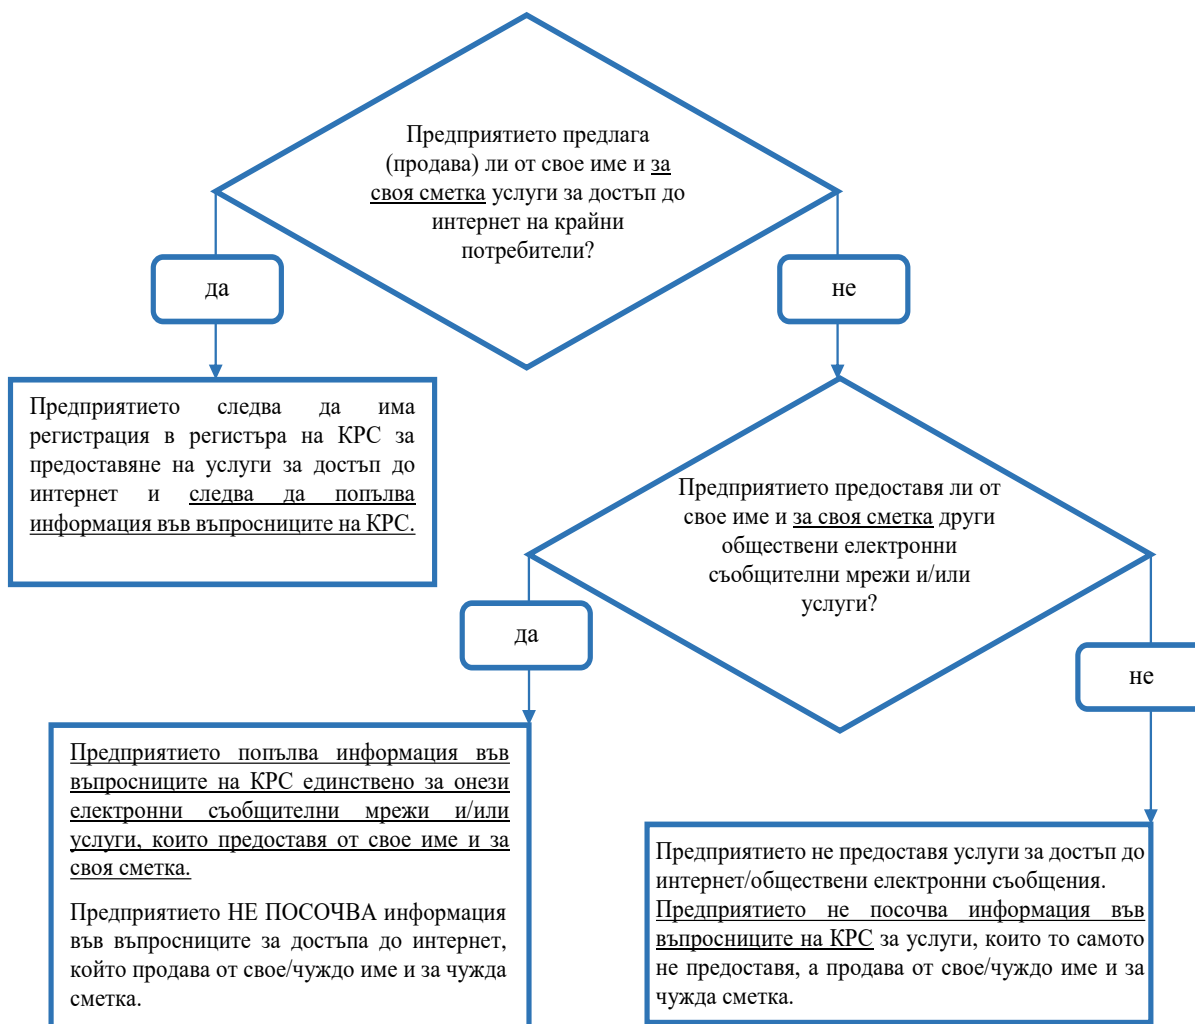 Предприятието предлага
(продава) ли от свое име и за
своя сметка услуги за достъп до
интернет на крайни
потребители?
да
не
Предприятието следва да има
регистрация в регистъра на КРС за
предоставяне на услуги за достъп до
интернет и следва да попълва
информация във въпросниците на КРС.
Предприятието предоставя ли от
свое име и за своя сметка други
обществени електронни
съобщителни мрежи и/или
услуги?
да
не
Предприятието попълва информация във
въпросниците на КРС единствено за онези
електронни съобщителни мрежи и/или
услуги, които предоставя от свое име и за
своя сметка.
Предприятието НЕ ПОСОЧВА информация
във въпросниците за достъпа до интернет,
който продава от свое/чуждо име и за чужда
сметка.
Предприятието не предоставя услуги за достъп до
интернет/обществени електронни съобщения.
Предприятието не посочва информация във
въпросниците на КРС за услуги, които то самото
не предоставя, а продава от свое/чуждо име и за
чужда сметка.